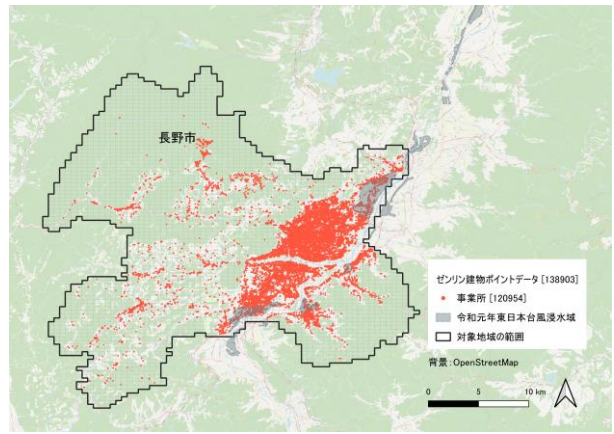 長野市
ゼンリン建物ポイントデータ [138903]
事業所 [120954]
令和元年東日本台風浸水域
対象地域の範囲
背景:OpenStreetMap
0 5 10 km